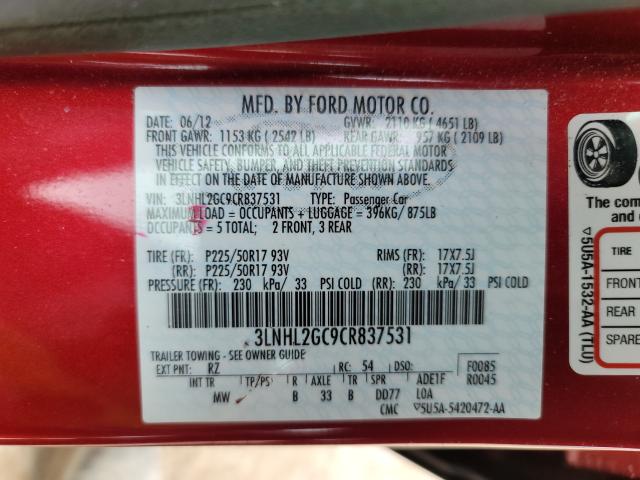 MFD. BY FORD MOTOR CO.
DATE: 06/12 GVWR: 2110 KG ( 4651 LB)
FRONT GAWR: 1153 KG ( 2542 LB) REAR GAWR: 957 KG ( 2109 LB)
THIS VEHICLE CONFORMS TO ALL APPLICABLE FEDERAL MOTOR
VEHICLE SAFETY, BUMPER, AND THEFT PREVENTION STANDARDS
IN EFFECT ON THE DATE OF MANUFACTURE SHOWN ABOVE.
VIN: 3LNHL2GC9CR837531 TYPE: Passenger Car
MAXIMUM LOAD = OCCUPANTS + LUGGAGE = 396KG/ 875LB
OCCUPANTS = 5 TOTAL; 2 FRONT, 3 REAR
TIRE (FR): P225/50R17 93V RIMS (FR): 17X7.5J
(RR): P225/50R17 93V (RR): 17X7.5J
PRESSURE (FR): 230 kPa/ 33 PSI COLD (RR): 230 kPa/ 33 PSI COLD
3LNHL2GC9CR837531
TRAILER TOWING - SEE OWNER GUIDE
EXT PNT: RZ RC: 54 DSO: F0085
INT TR TP/PS R AXLE TR SPR ADE1F R0045
MW B 33 B DD77 LOA
CMC ▽5U5A-5420472-AA
The com
and
TIRE
FRONT
REAR
SPARE
▽5U5A-1532-AA (TLU)